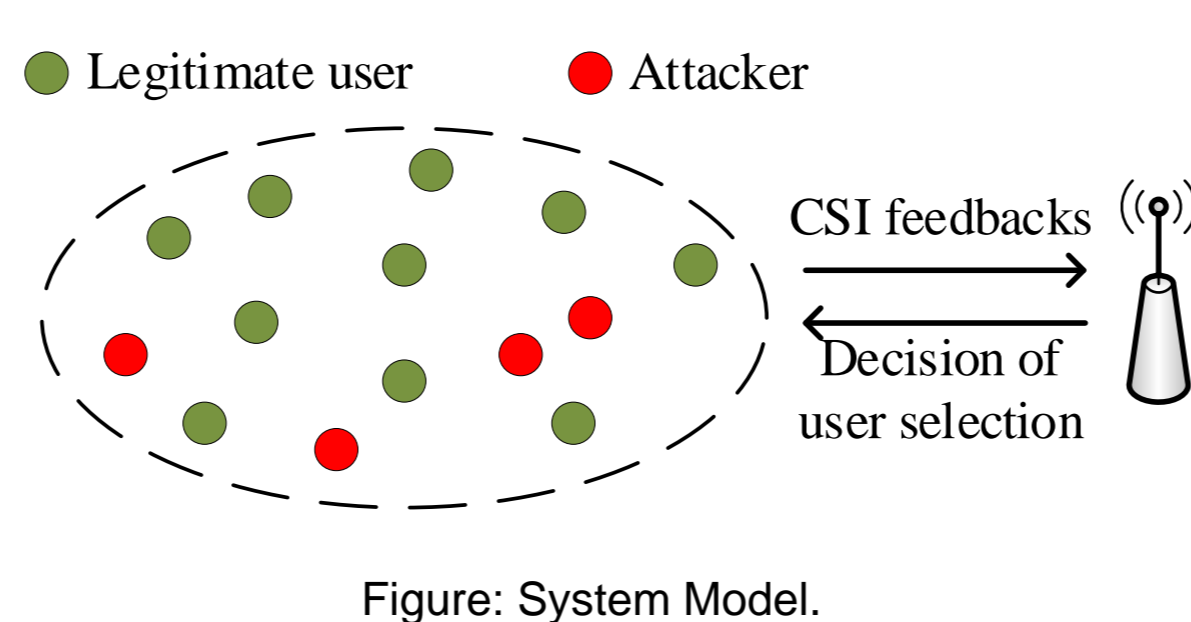 Legitimate user
Attacker
CSI feedbacks
Decision of
user selection
Figure: System Model.